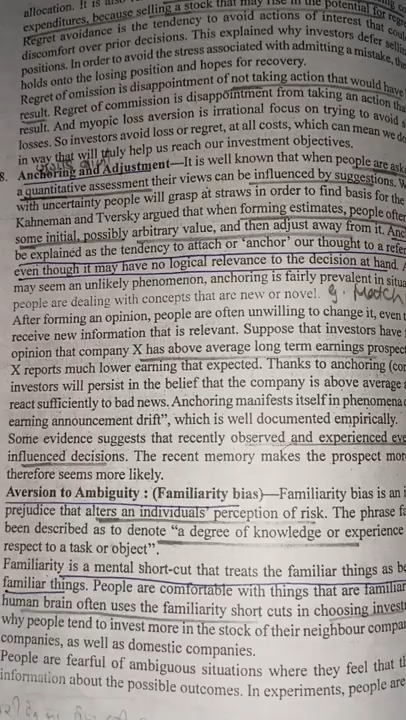 allocation. It is also
expenditures, because selling a stock that may rise in the potential for regr
Regret avoidance is the tendency to avoid actions of interest that coul
discomfort over prior decisions. This explained why investors defer sellin
positions. In order to avoid the stress associated with admitting a mistake, the
holds onto the losing position and hopes for recovery.
Regret of omission is disappointment of not taking action that would have
result. Regret of commission is disappointment from taking an action tha
result. And myopic loss aversion is irrational focus on trying to avoid s
losses. So investors avoid loss or regret, at all costs, which can mean we do
in way that will truly help us reach our investment objectives.
8. Anchoring and Adjustment—It is well known that when people are aske
a quantitative assessment their views can be influenced by suggestions. W
with uncertainty people will grasp at straws in order to find basis for the
Kahneman and Tversky argued that when forming estimates, people often
some initial, possibly arbitrary value, and then adjust away from it. Anc
be explained as the tendency to attach or 'anchor' our thought to a refer
even though it may have no logical relevance to the decision at hand. A
may seem an unlikely phenomenon, anchoring is fairly prevalent in situa
people are dealing with concepts that are new or novel.
After forming an opinion, people are often unwilling to change it, even t
receive new information that is relevant. Suppose that investors have
opinion that company X has above average long term earnings prospect
X reports much lower earning that expected. Thanks to anchoring (con
investors will persist in the belief that the company is above average
react sufficiently to bad news. Anchoring manifests itself in phenomena
earning announcement drift", which is well documented empirically.
Some evidence suggests that recently observed and experienced eve
influenced decisions. The recent memory makes the prospect mor
therefore seems more likely.
Aversion to Ambiguity : (Familiarity bias)—Familiarity bias is an i
prejudice that alters an individuals' perception of risk. The phrase fa
been described as to denote "a degree of knowledge or experience
respect to a task or object".
Familiarity is a mental short-cut that treats the familiar things as be
familiar things. People are comfortable with things that are familiar
human brain often uses the familiarity short cuts in choosing investm
why people tend to invest more in the stock of their neighbour compa
companies, as well as domestic companies.
People are fearful of ambiguous situations where they feel that th
information about the possible outcomes. In experiments, people are